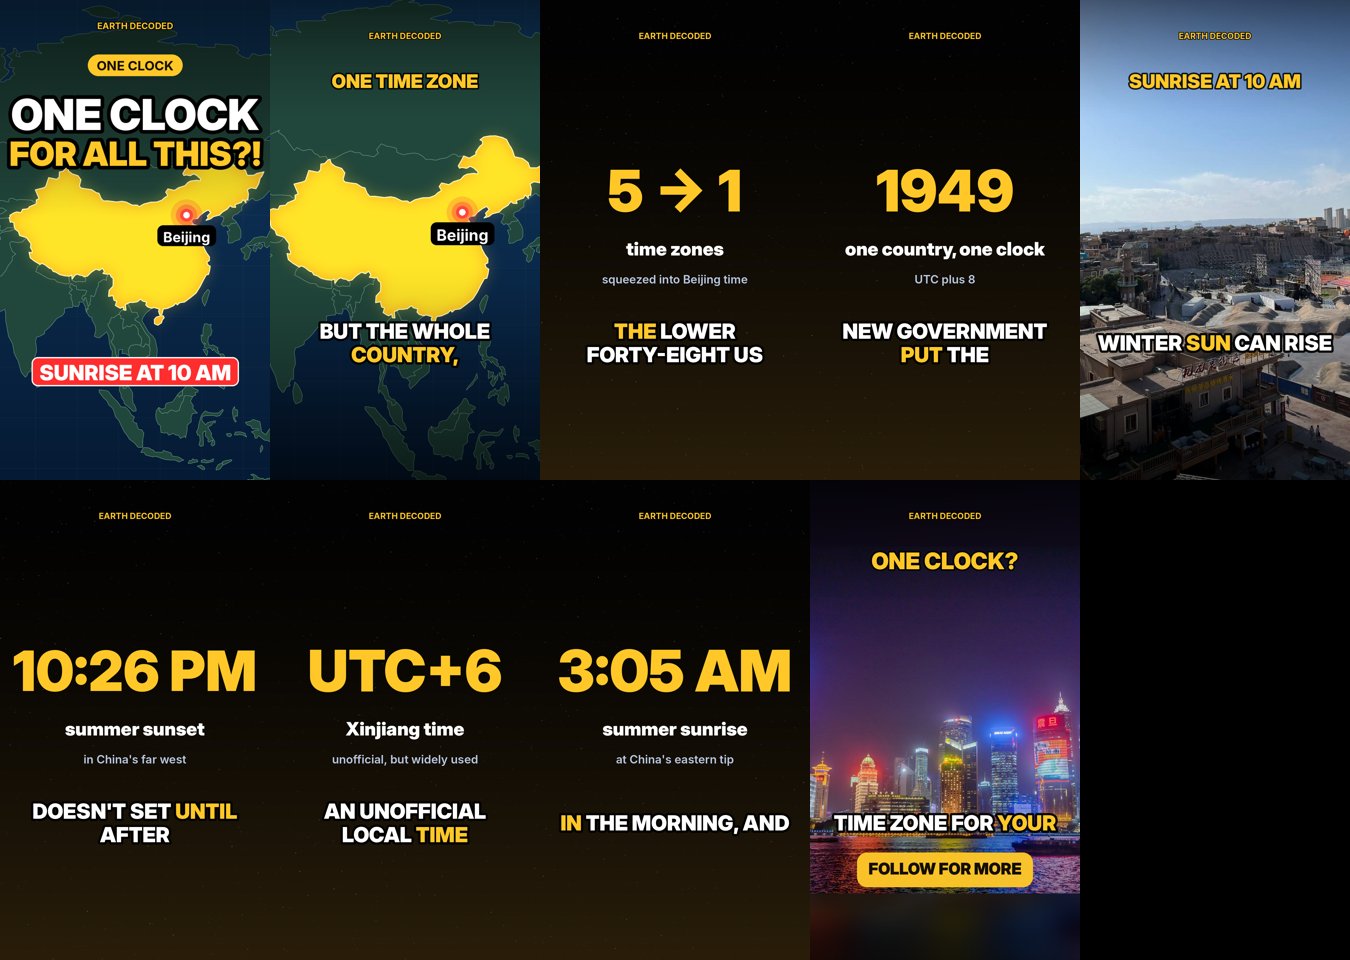 EARTH DECODED
ONE CLOCK
ONE CLOCK
FOR ALL THIS?!
Beijing
SUNRISE AT 10 AM
EARTH DECODED
ONE TIME ZONE
Beijing
BUT THE WHOLE
COUNTRY,
EARTH DECODED
5 → 1
time zones
squeezed into Beijing time
THE LOWER
FORTY-EIGHT US
EARTH DECODED
1949
one country, one clock
UTC plus 8
NEW GOVERNMENT
PUT THE
EARTH DECODED
SUNRISE AT 10 AM
WINTER SUN CAN RISE
EARTH DECODED
10:26 PM
summer sunset
in China's far west
DOESN'T SET UNTIL
AFTER
EARTH DECODED
UTC+6
Xinjiang time
unofficial, but widely used
AN UNOFFICIAL
LOCAL TIME
EARTH DECODED
3:05 AM
summer sunrise
at China's eastern tip
IN THE MORNING, AND
EARTH DECODED
ONE CLOCK?
震旦
TIME ZONE FOR YOUR
FOLLOW FOR MORE